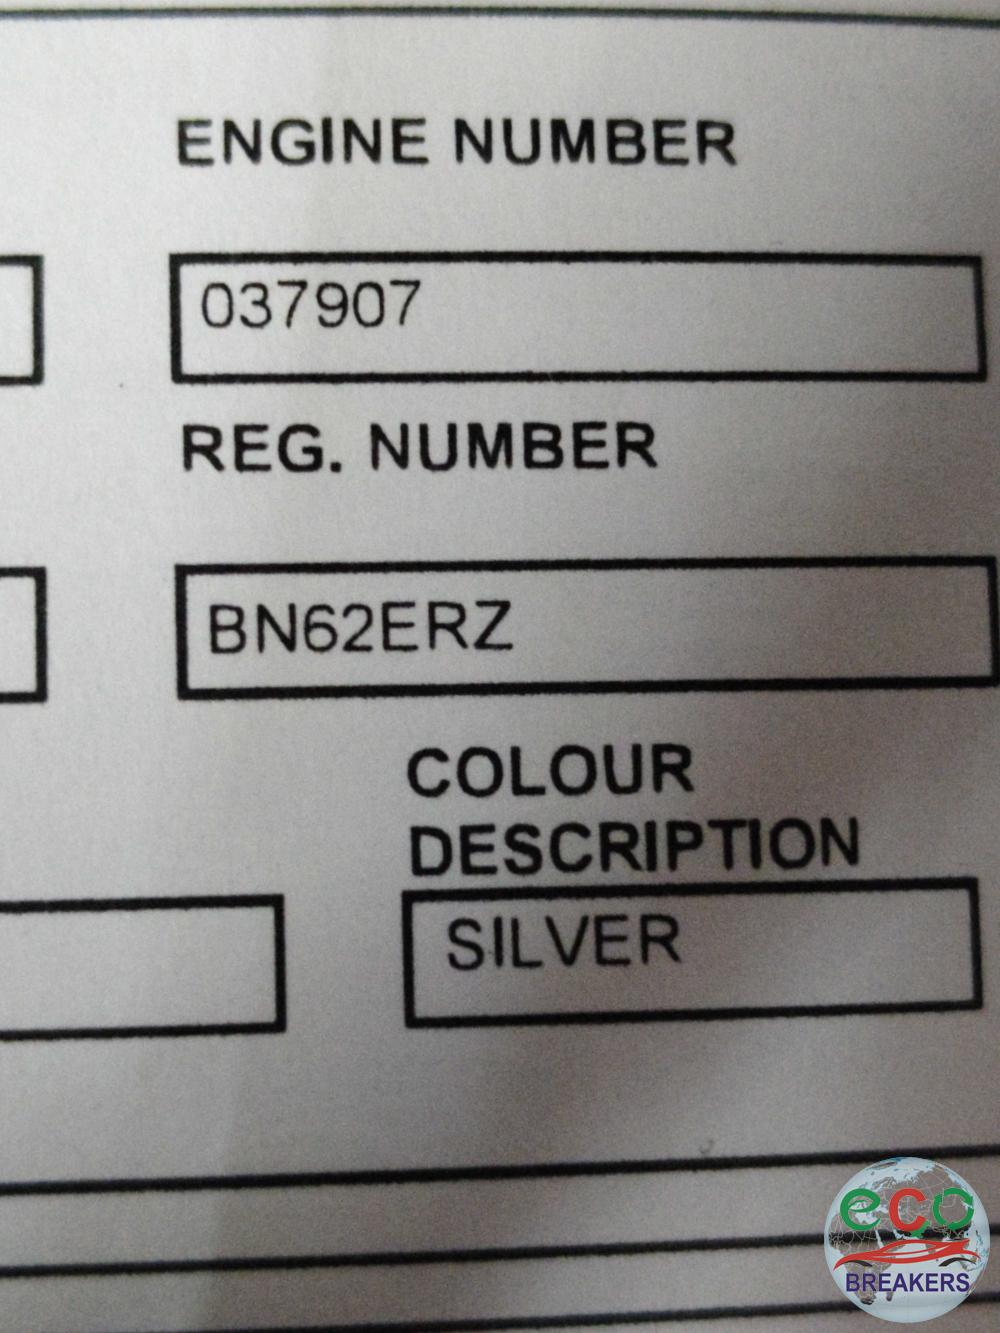 ENGINE NUMBER
037907
REG. NUMBER
BN62ERZ
COLOUR
DESCRIPTION
SILVER
eco
BREAKERS